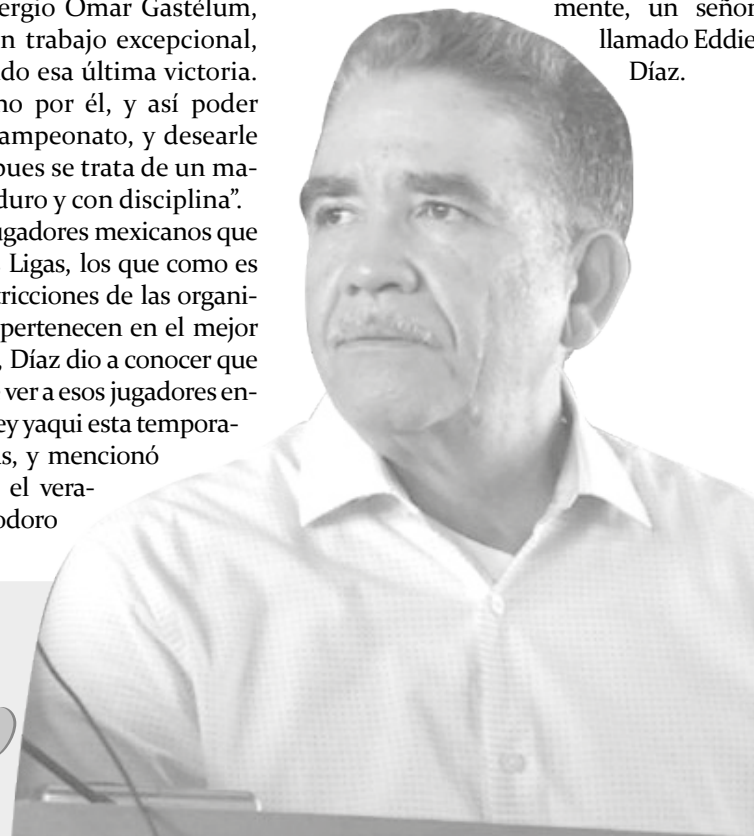 ergio Omar Gastélum,
n trabajo excepcional,
do esa última victoria.
no por él, y así poder
ampeonato, y desearle
pues se trata de un ma-
duro y con disciplina”.
ugadores mexicanos que
Ligas, los que como es
tricciones de las organi-
pertenecen en el mejor
, Díaz dio a conocer que
ver a esos jugadores en-
ey yaqui esta tempora-
s, y mencionó
el vera-
odoro
mente, un señor
llamado Eddie
Díaz.